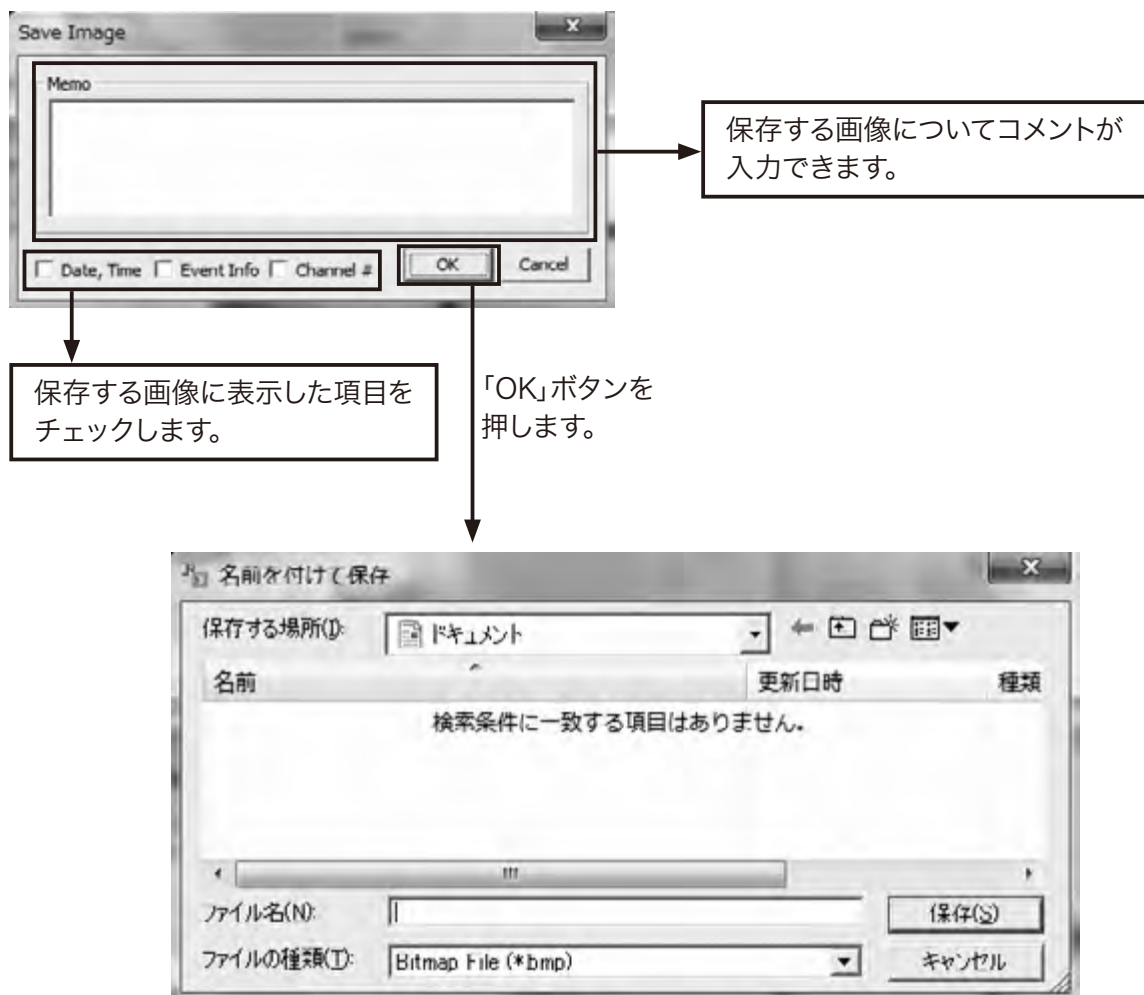 Save Image
Memo
保存する画像についてコメントが
入力できます。
Date, Time Event Info Channel # OK Cancel
保存する画像に表示した項目を
チェックします。
「OK」ボタンを
押します。
名前を付けて保存
保存する場所(I): ドキュメント
名前 更新日時 種類
検索条件に一致する項目はありません。
ファイル名(N): 保存(S)
ファイルの種類(T): Bitmap File (*.bmp) キャンセル